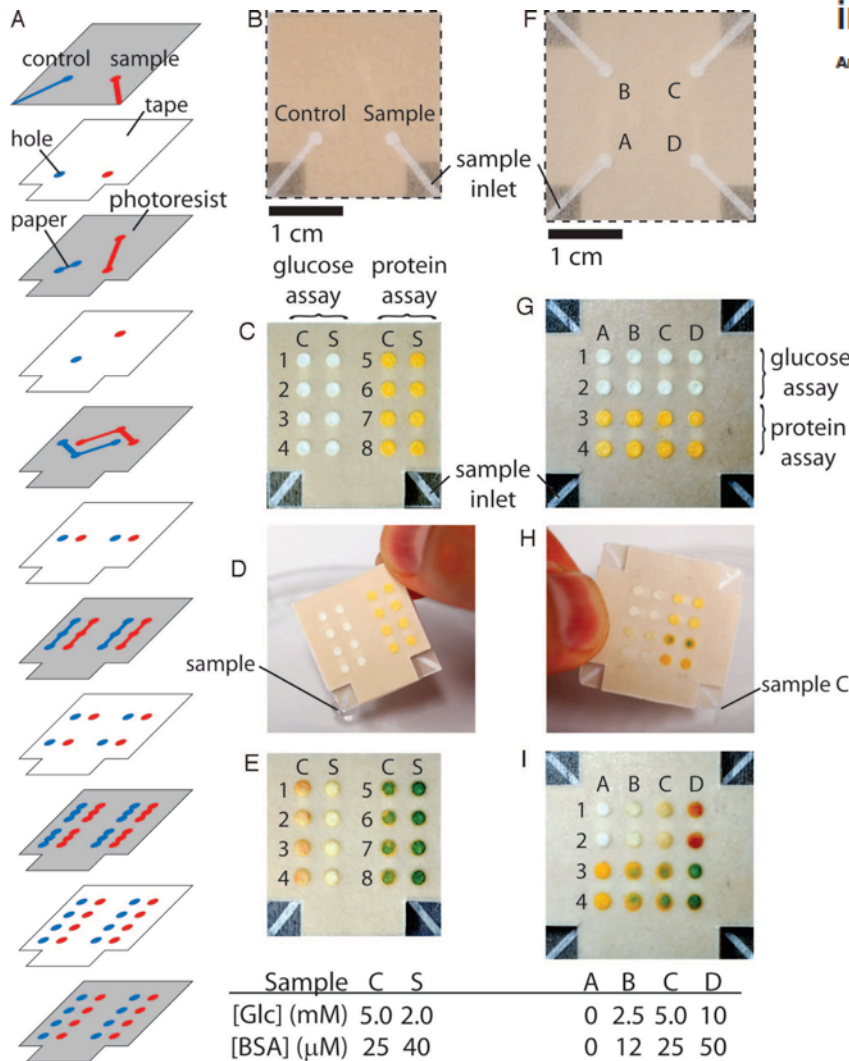 A
control sample
tape
hole
photoresist
paper
B
Control Sample
sample
inlet
1 cm
F
B C
A D
1 cm
glucose
assay
protein
assay
C
C S C S
1 5
2 6
3 7
4 8
sample
inlet
G
A B C D
1
2
3
4
glucose
assay
protein
assay
D
sample
H
sample C
E
C S C S
1 5
2 6
3 7
4 8
I
A B C D
1
2
3
4
Sample C S A B C D
[Glc] (mM) 5.0 2.0 0 2.5 5.0 10
[BSA] (μM) 25 40 0 12 25 50